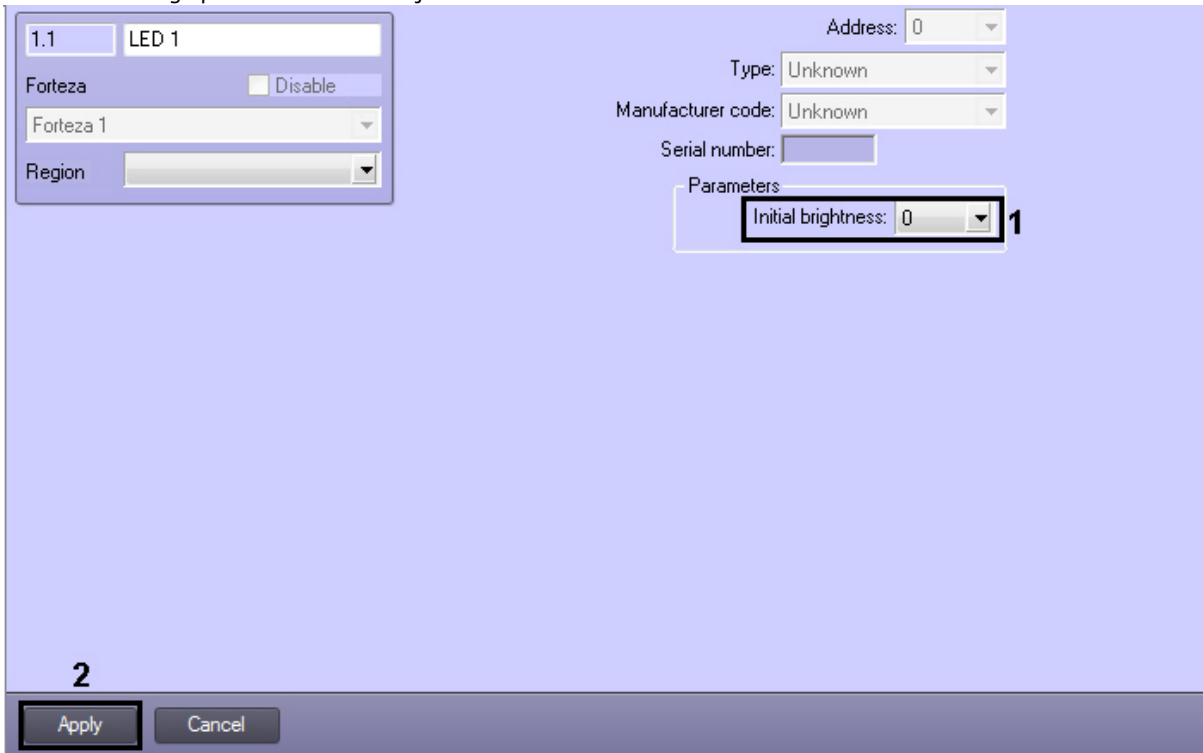 1.1 LED 1
Forteza Disable
Forteza 1
Region
Address: 0
Type: Unknown
Manufacturer code: Unknown
Serial number:
Parameters
Initial brightness: 0 1
2
Apply Cancel